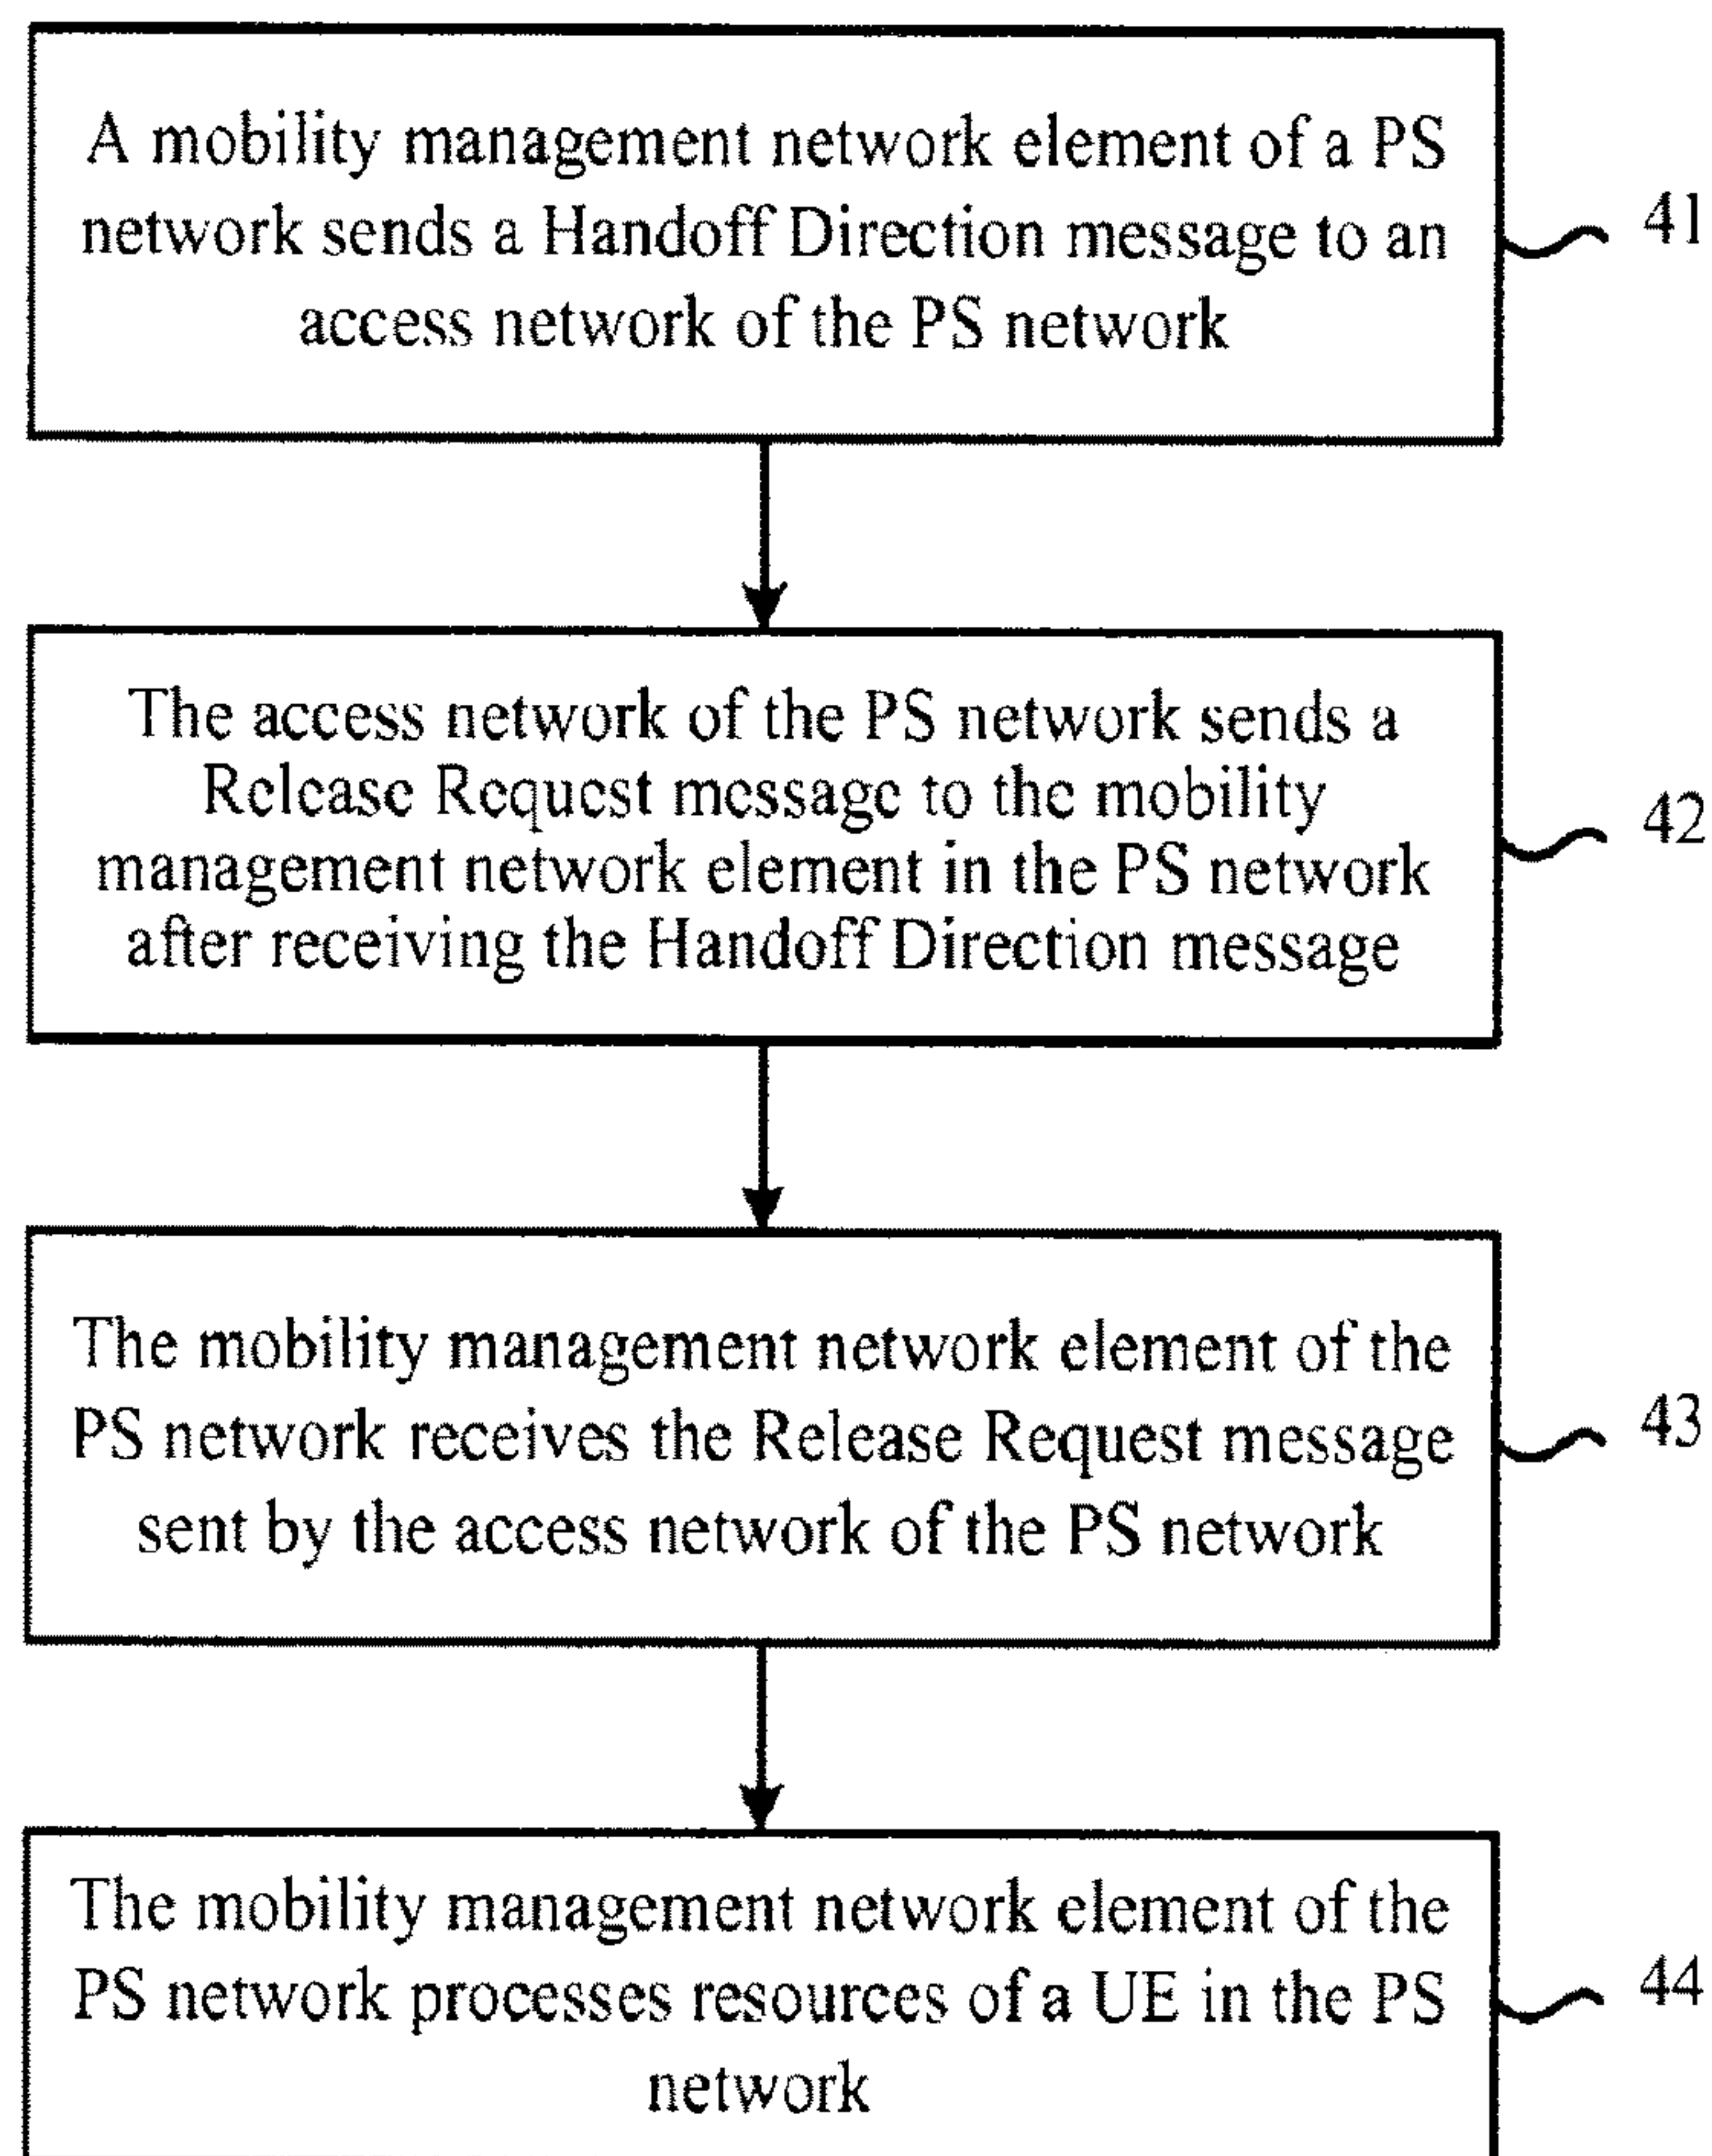 A mobility management network element of a PS
network sends a Handoff Direction message to an
access network of the PS network
41
The access network of the PS network sends a
Release Request message to the mobility
management network element in the PS network
after receiving the Handoff Direction message
42
The mobility management network element of the
PS network receives the Release Request message
sent by the access network of the PS network
43
The mobility management network element of the
PS network processes resources of a UE in the PS
network
44